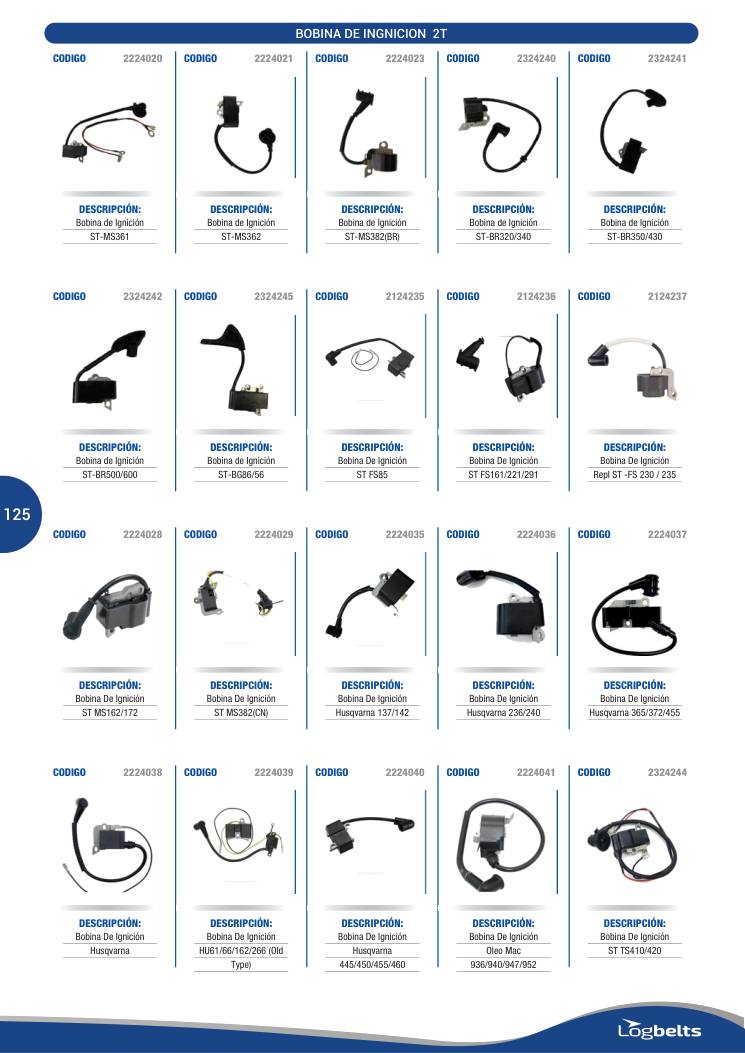 BOBINA DE INGNICION 2T
CODIGO 2224020
DESCRIPCIÓN:
Bobina de Ignición
ST-MS361
CODIGO 2224021
DESCRIPCIÓN:
Bobina de Ignición
ST-MS362
CODIGO 2224023
DESCRIPCIÓN:
Bobina de Ignición
ST-MS382(BR)
CODIGO 2324240
DESCRIPCIÓN:
Bobina de Ignición
ST-BR320/340
CODIGO 2324241
DESCRIPCIÓN:
Bobina de Ignición
ST-BR350/430
CODIGO 2324242
DESCRIPCIÓN:
Bobina de Ignición
ST-BR500/600
CODIGO 2324245
DESCRIPCIÓN:
Bobina de Ignición
ST-BG86/56
CODIGO 2124235
DESCRIPCIÓN:
Bobina De Ignición
ST FS85
CODIGO 2124236
DESCRIPCIÓN:
Bobina De Ignición
ST FS161/221/291
CODIGO 2124237
DESCRIPCIÓN:
Bobina De Ignición
Repl ST -FS 230 / 235
125
CODIGO 2224028
DESCRIPCIÓN:
Bobina De Ignición
ST MS162/172
CODIGO 2224029
DESCRIPCIÓN:
Bobina De Ignición
ST MS382(CN)
CODIGO 2224035
DESCRIPCIÓN:
Bobina De Ignición
Husqvarna 137/142
CODIGO 2224036
DESCRIPCIÓN:
Bobina De Ignición
Husqvarna 236/240
CODIGO 2224037
DESCRIPCIÓN:
Bobina De Ignición
Husqvarna 365/372/455
CODIGO 2224038
DESCRIPCIÓN:
Bobina De Ignición
Husqvarna
CODIGO 2224039
DESCRIPCIÓN:
Bobina De Ignición
HU61/66/162/266 (Old
Type)
CODIGO 2224040
DESCRIPCIÓN:
Bobina De Ignición
Husqvarna
445/450/455/460
CODIGO 2224041
DESCRIPCIÓN:
Bobina De Ignición
Oleo Mac
936/940/947/952
CODIGO 2324244
DESCRIPCIÓN:
Bobina De Ignición
ST TS410/420
Logbelts